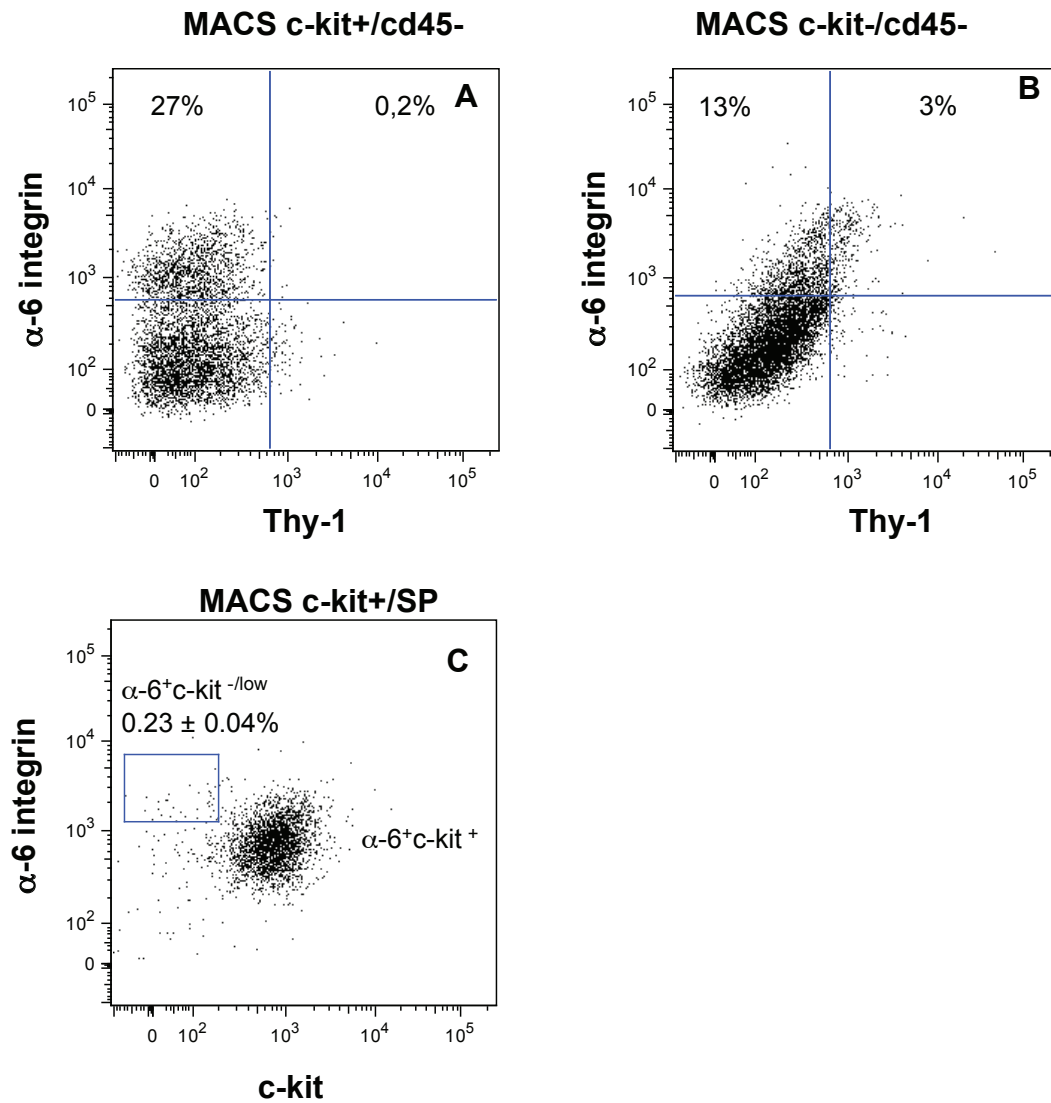 MACS c-kit+/cd45-
MACS c-kit-/cd45-
27%
0,2%
A
13%
3%
B
10⁵
10⁴
10³
10²
0
α-6 integrin
0 10² 10³ 10⁴ 10⁵
Thy-1
10⁵
10⁴
10³
10²
0
α-6 integrin
0 10² 10³ 10⁴ 10⁵
Thy-1
MACS c-kit+/SP
C
α-6⁺c-kit ⁻/ˡᵒʷ
0.23 ± 0.04%
α-6⁺c-kit ⁺
10⁵
10⁴
10³
10²
0
α-6 integrin
0 10² 10³ 10⁴ 10⁵
c-kit